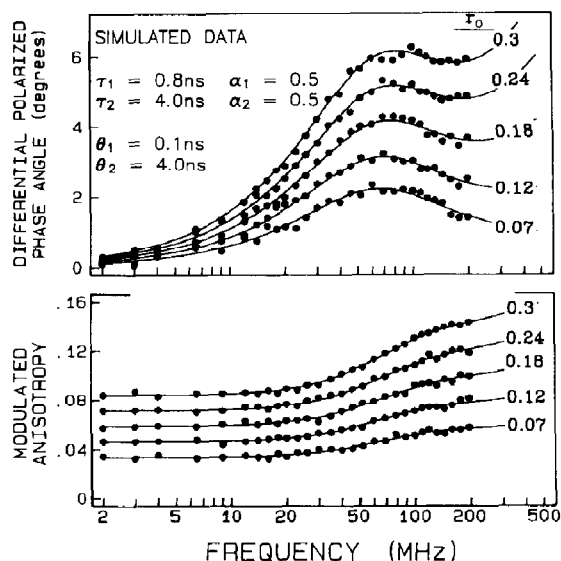 SIMULATED DATA
τ1 = 0.8ns α1 = 0.5
τ2 = 4.0ns α2 = 0.5
θ1 = 0.1ns
θ2 = 4.0ns
r0
0.3
0.24
0.18
0.12
0.07
DIFFERENTIAL POLARIZED
PHASE ANGLE (degrees)
6
4
2
0
MODULATED
ANISOTROPY
.16
.12
.08
.04
0
0.3
0.24
0.18
0.12
0.07
2 5 10 20 50 100 200 500
FREQUENCY (MHz)